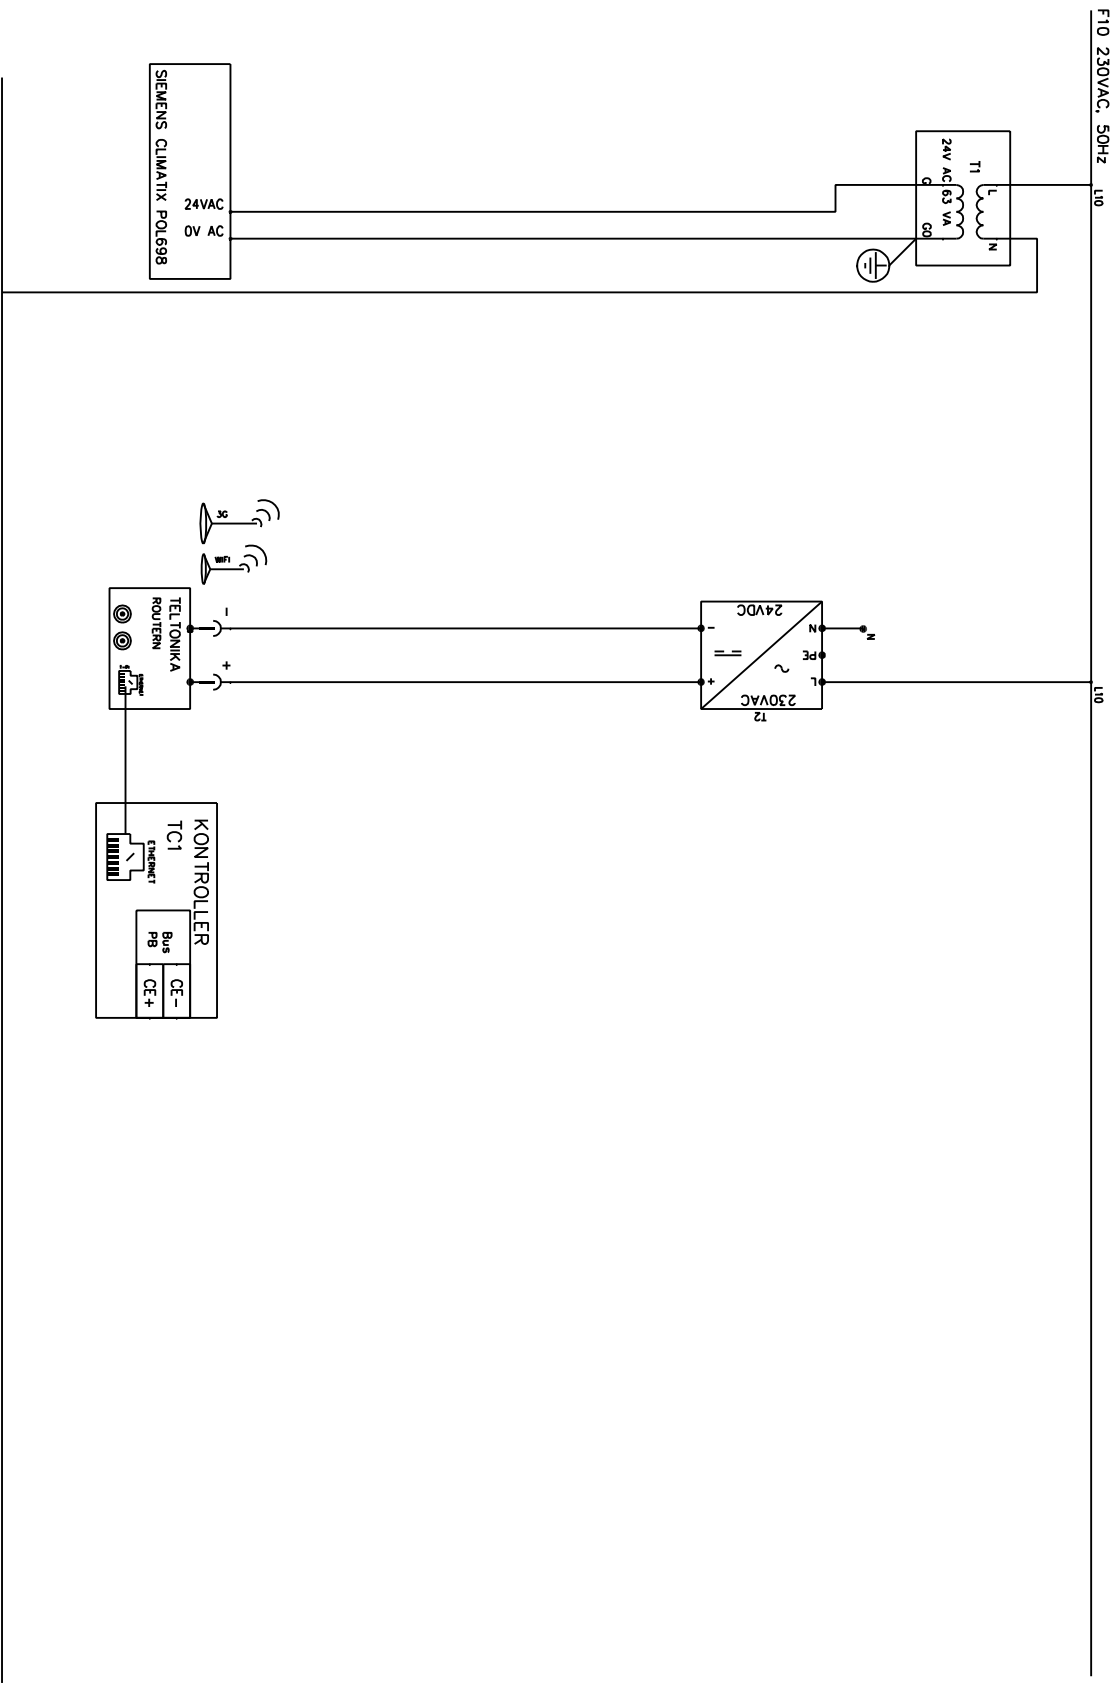 F10 230VAC, 50Hz
L10
L10
T1
L
N
24V AC 63 VA
G
G0
24VAC
0V AC
SIEMENS CLIMATIX POL698
N
N
PE
L
24VDC
230VAC
T2
-
+
3G
WIFI
-
+
TELTONIKA
ROUTERN
ETHERNET
KONTROLLER
TC1
ETHERNET
Bus
PB
CE-
CE+